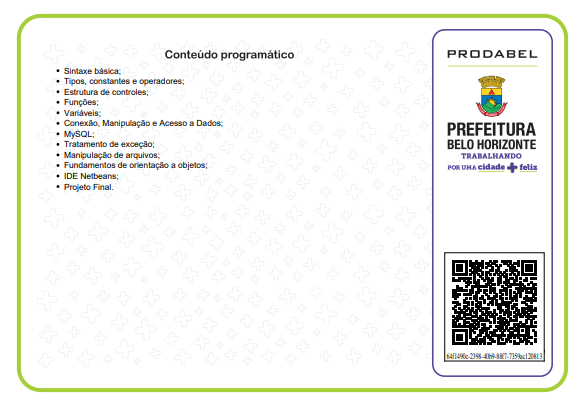 Conteúdo programático
• Sintaxe básica;
• Tipos, constantes e operadores;
• Estrutura de controles;
• Funções;
• Variáveis;
• Conexão, Manipulação e Acesso a Dados;
• MySQL;
• Tratamento de exceção;
• Manipulação de arquivos;
• Fundamentos de orientação a objetos;
• IDE Netbeans;
• Projeto Final.
PRODABEL
PREFEITURA
BELO HORIZONTE
TRABALHANDO
POR UMA cidade + feliz
64f1490c-2398-40b9-88f7-7359ac120813